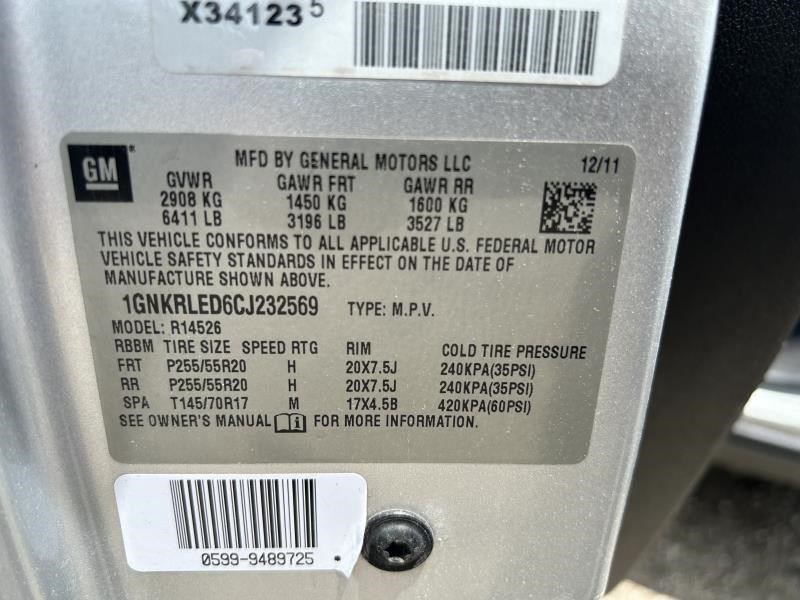 X34123 5
GM
MFD BY GENERAL MOTORS LLC 12/11
GVWR GAWR FRT GAWR RR
2908 KG 1450 KG 1600 KG
6411 LB 3196 LB 3527 LB
THIS VEHICLE CONFORMS TO ALL APPLICABLE U.S. FEDERAL MOTOR
VEHICLE SAFETY STANDARDS IN EFFECT ON THE DATE OF
MANUFACTURE SHOWN ABOVE.
1GNKRLED6CJ232569 TYPE: M.P.V.
MODEL: R14526
RBBM TIRE SIZE SPEED RTG RIM COLD TIRE PRESSURE
FRT P255/55R20 H 20X7.5J 240KPA(35PSI)
RR P255/55R20 H 20X7.5J 240KPA(35PSI)
SPA T145/70R17 M 17X4.5B 420KPA(60PSI)
SEE OWNER'S MANUAL FOR MORE INFORMATION.
0599-9489725 *